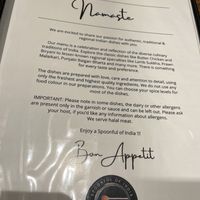 Namaste
We are excited to share our passion for authentic, traditional &
regional Indian dishes with you.
Our menu is a celebration and reflection of the diverse culinary
traditions of India. Explore the classic dishes like Butter Chicken and
Biryani to lesser-known regional specialties like Lamb Sukkha, Prawn
Malaikari, Punjabi Baigan Bharta and many more. There is something
for every taste and preference.
The dishes are prepared with love, care and attention to detail, using
only the freshest and highest quality ingredients. We do not use any
food colour in our preparations. You can choose your spice levels for
most of the dishes.
IMPORTANT: Please note in some dishes, the dairy or other allergens
are present only in the garnish or sauce and can be left out. Please ask
your host, if you'd like any information about allergens.
We serve halal meat.
Enjoy a Spoonful of India !!
Bon Appetit